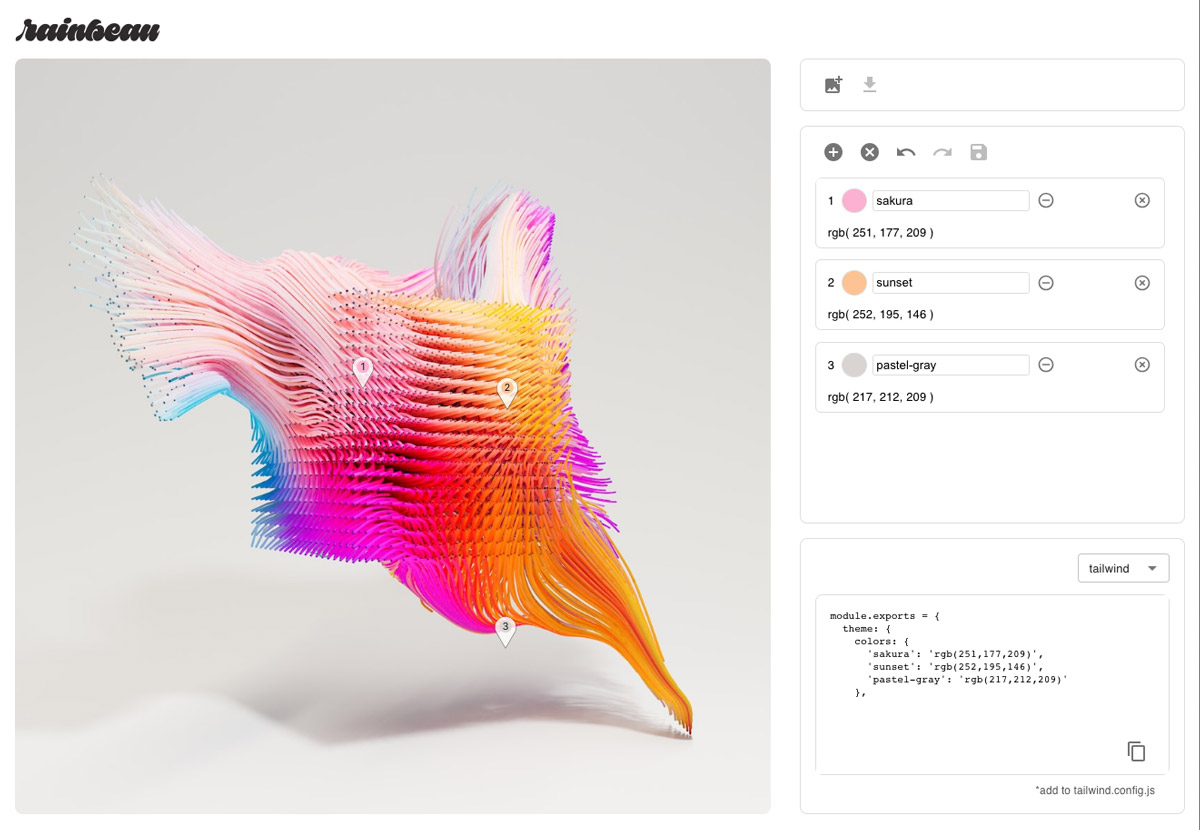 rainbeau
1 sakura
rgb( 251, 177, 209 )
2 sunset
rgb( 252, 195, 146 )
3 pastel-gray
rgb( 217, 212, 209 )
1
2
3
tailwind
module.exports = {
theme: {
colors: {
'sakura': 'rgb(251,177,209)',
'sunset': 'rgb(252,195,146)',
'pastel-gray': 'rgb(217,212,209)'
},
*add to tailwind.config.js